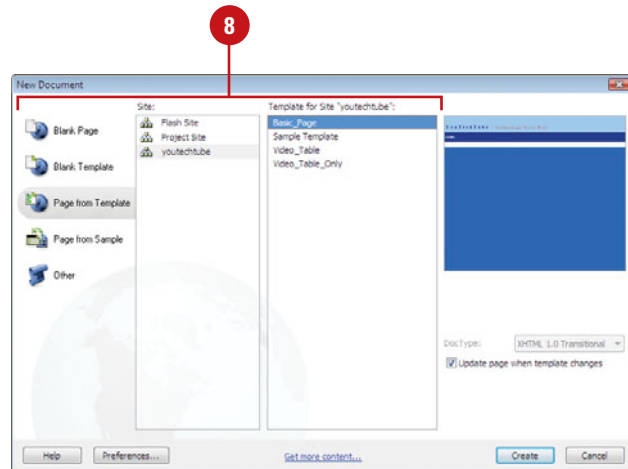 8
New Document
Site:
Template for Site "youtechtube":
Blank Page
Blank Template
Page from Template
Page from Sample
Other
Flash Site
Project Site
youtechtube
Basic_Page
Sample Template
Video_Table
Video_Table_Only
YouTechTube
DocType:
XHTML 1.0 Transitional
Update page when template changes
Help
Preferences...
Get more content...
Create
Cancel